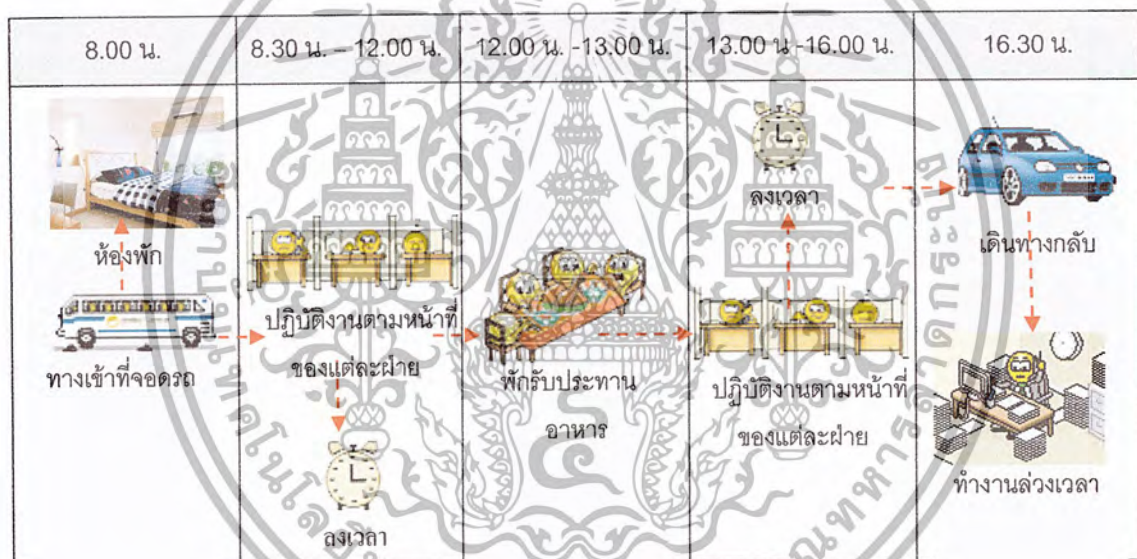 8.00 น.
8.30 น. – 12.00 น.
12.00 น. -13.00 น.
13.00 น -16.00 น.
16.30 น.
ห้องพัก
ทางเข้าที่จอดรถ
ปฏิบัติงานตามหน้าที่
ของแต่ละฝ่าย
ลงเวลา
พักรับประทาน
อาหาร
ลงเวลา
ปฏิบัติงานตามหน้าที่
ของแต่ละฝ่าย
เดินทางกลับ
ทำงานล่วงเวลา